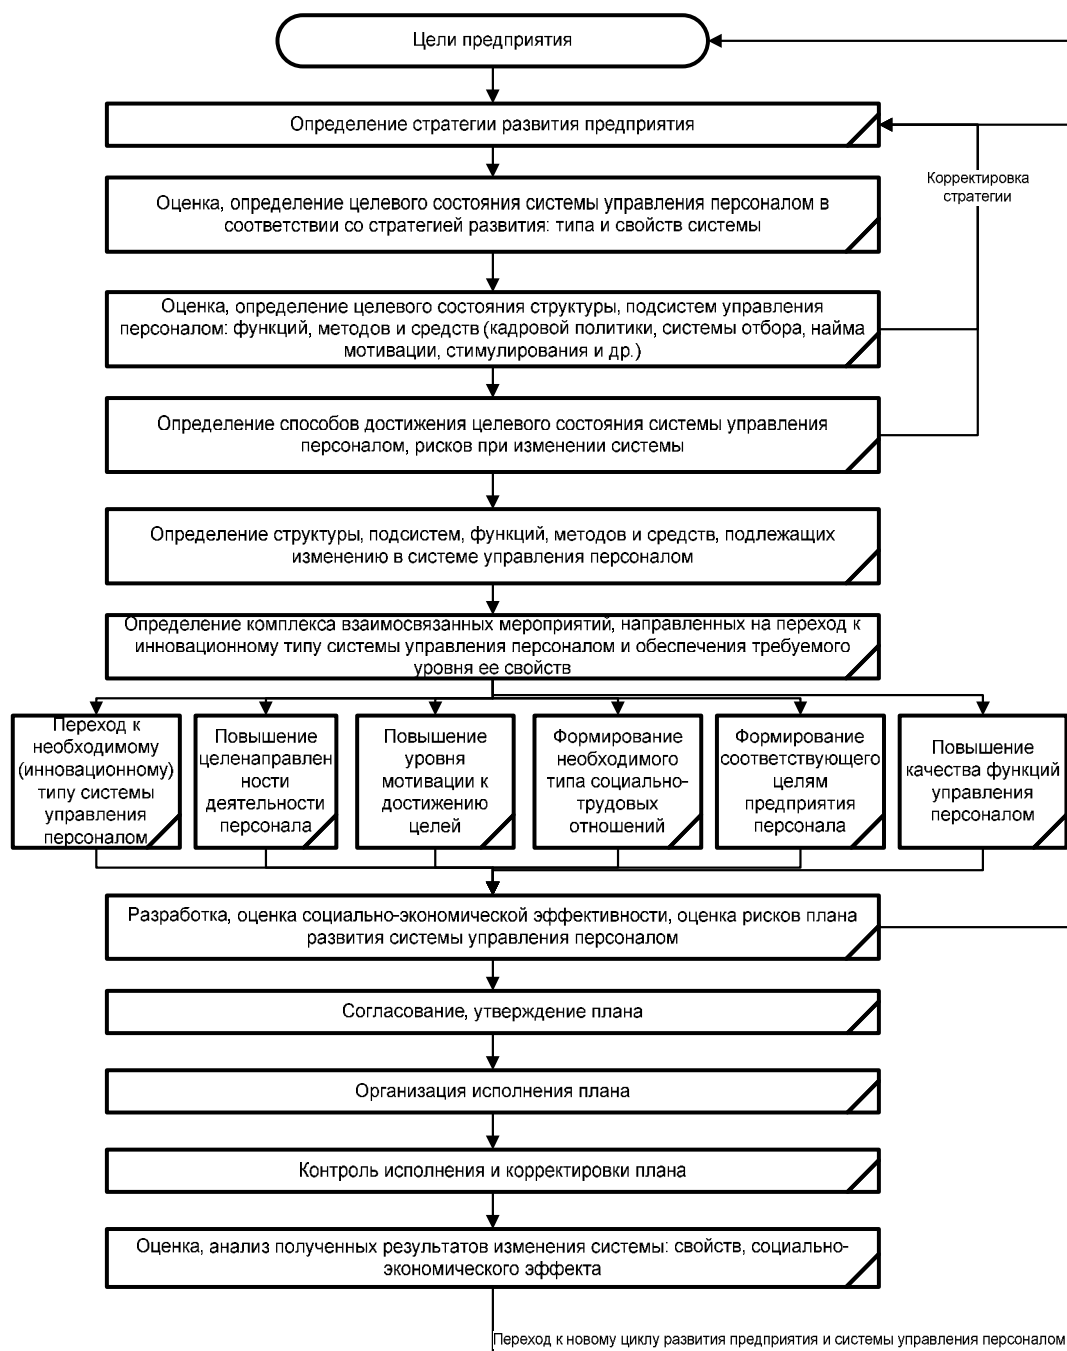 Цели предприятия
Определение стратегии развития предприятия
Корректировка
стратегии
Оценка, определение целевого состояния системы управления персоналом в
соответствии со стратегией развития: типа и свойств системы
Оценка, определение целевого состояния структуры, подсистем управления
персоналом: функций, методов и средств (кадровой политики, системы отбора, найма
мотивации, стимулирования и др.)
Определение способов достижения целевого состояния системы управления
персоналом, рисков при изменении системы
Определение структуры, подсистем, функций, методов и средств, подлежащих
изменению в системе управления персоналом
Определение комплекса взаимосвязанных мероприятий, направленных на переход к
инновационному типу системы управления персоналом и обеспечения требуемого
уровня ее свойств
Переход к
необходимому
(инновационному)
типу системы
управления
персоналом
Повышение
целенаправлен
ности
деятельности
персонала
Повышение
уровня
мотивации к
достижению
целей
Формирование
необходимого
типа социально-
трудовых
отношений
Формирование
соответствующего
целям
предприятия
персонала
Повышение
качества функций
управления
персоналом
Разработка, оценка социально-экономической эффективности, оценка рисков плана
развития системы управления персоналом
Согласование, утверждение плана
Организация исполнения плана
Контроль исполнения и корректировки плана
Оценка, анализ полученных результатов изменения системы: свойств, социально-
экономического эффекта
Переход к новому циклу развития предприятия и системы управления персоналом